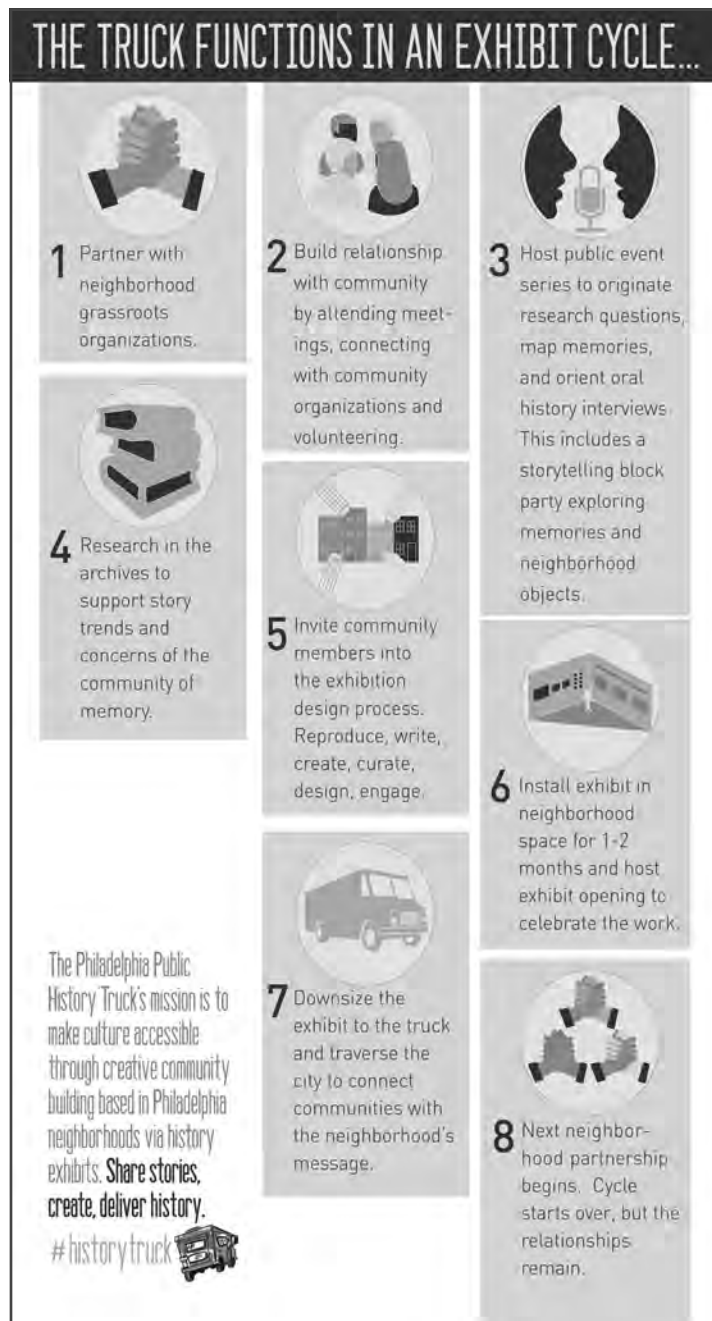 THE TRUCK FUNCTIONS IN AN EXHIBIT CYCLE...
1 Partner with
neighborhood
grassroots
organizations.
2 Build relationship
with community
by attending meet-
ings, connecting
with community
organizations and
volunteering.
3 Host public event
series to originate
research questions,
map memories,
and orient oral
history interviews.
This includes a
storytelling block
party exploring
memories and
neighborhood
objects.
4 Research in the
archives to
support story
trends and
concerns of the
community of
memory.
5 Invite community
members into
the exhibition
design process.
Reproduce, write,
create, curate,
design, engage.
6 Install exhibit in
neighborhood
space for 1-2
months and host
exhibit opening to
celebrate the work.
7 Downsize the
exhibit to the truck
and traverse the
city to connect
communities with
the neighborhood's
message.
8 Next neighbor-
hood partnership
begins. Cycle
starts over, but the
relationships
remain.
The Philadelphia Public
History Truck's mission is to
make culture accessible
through creative community
building based in Philadelphia
neighborhoods via history
exhibits. Share stories,
create, deliver history.
#historytruck